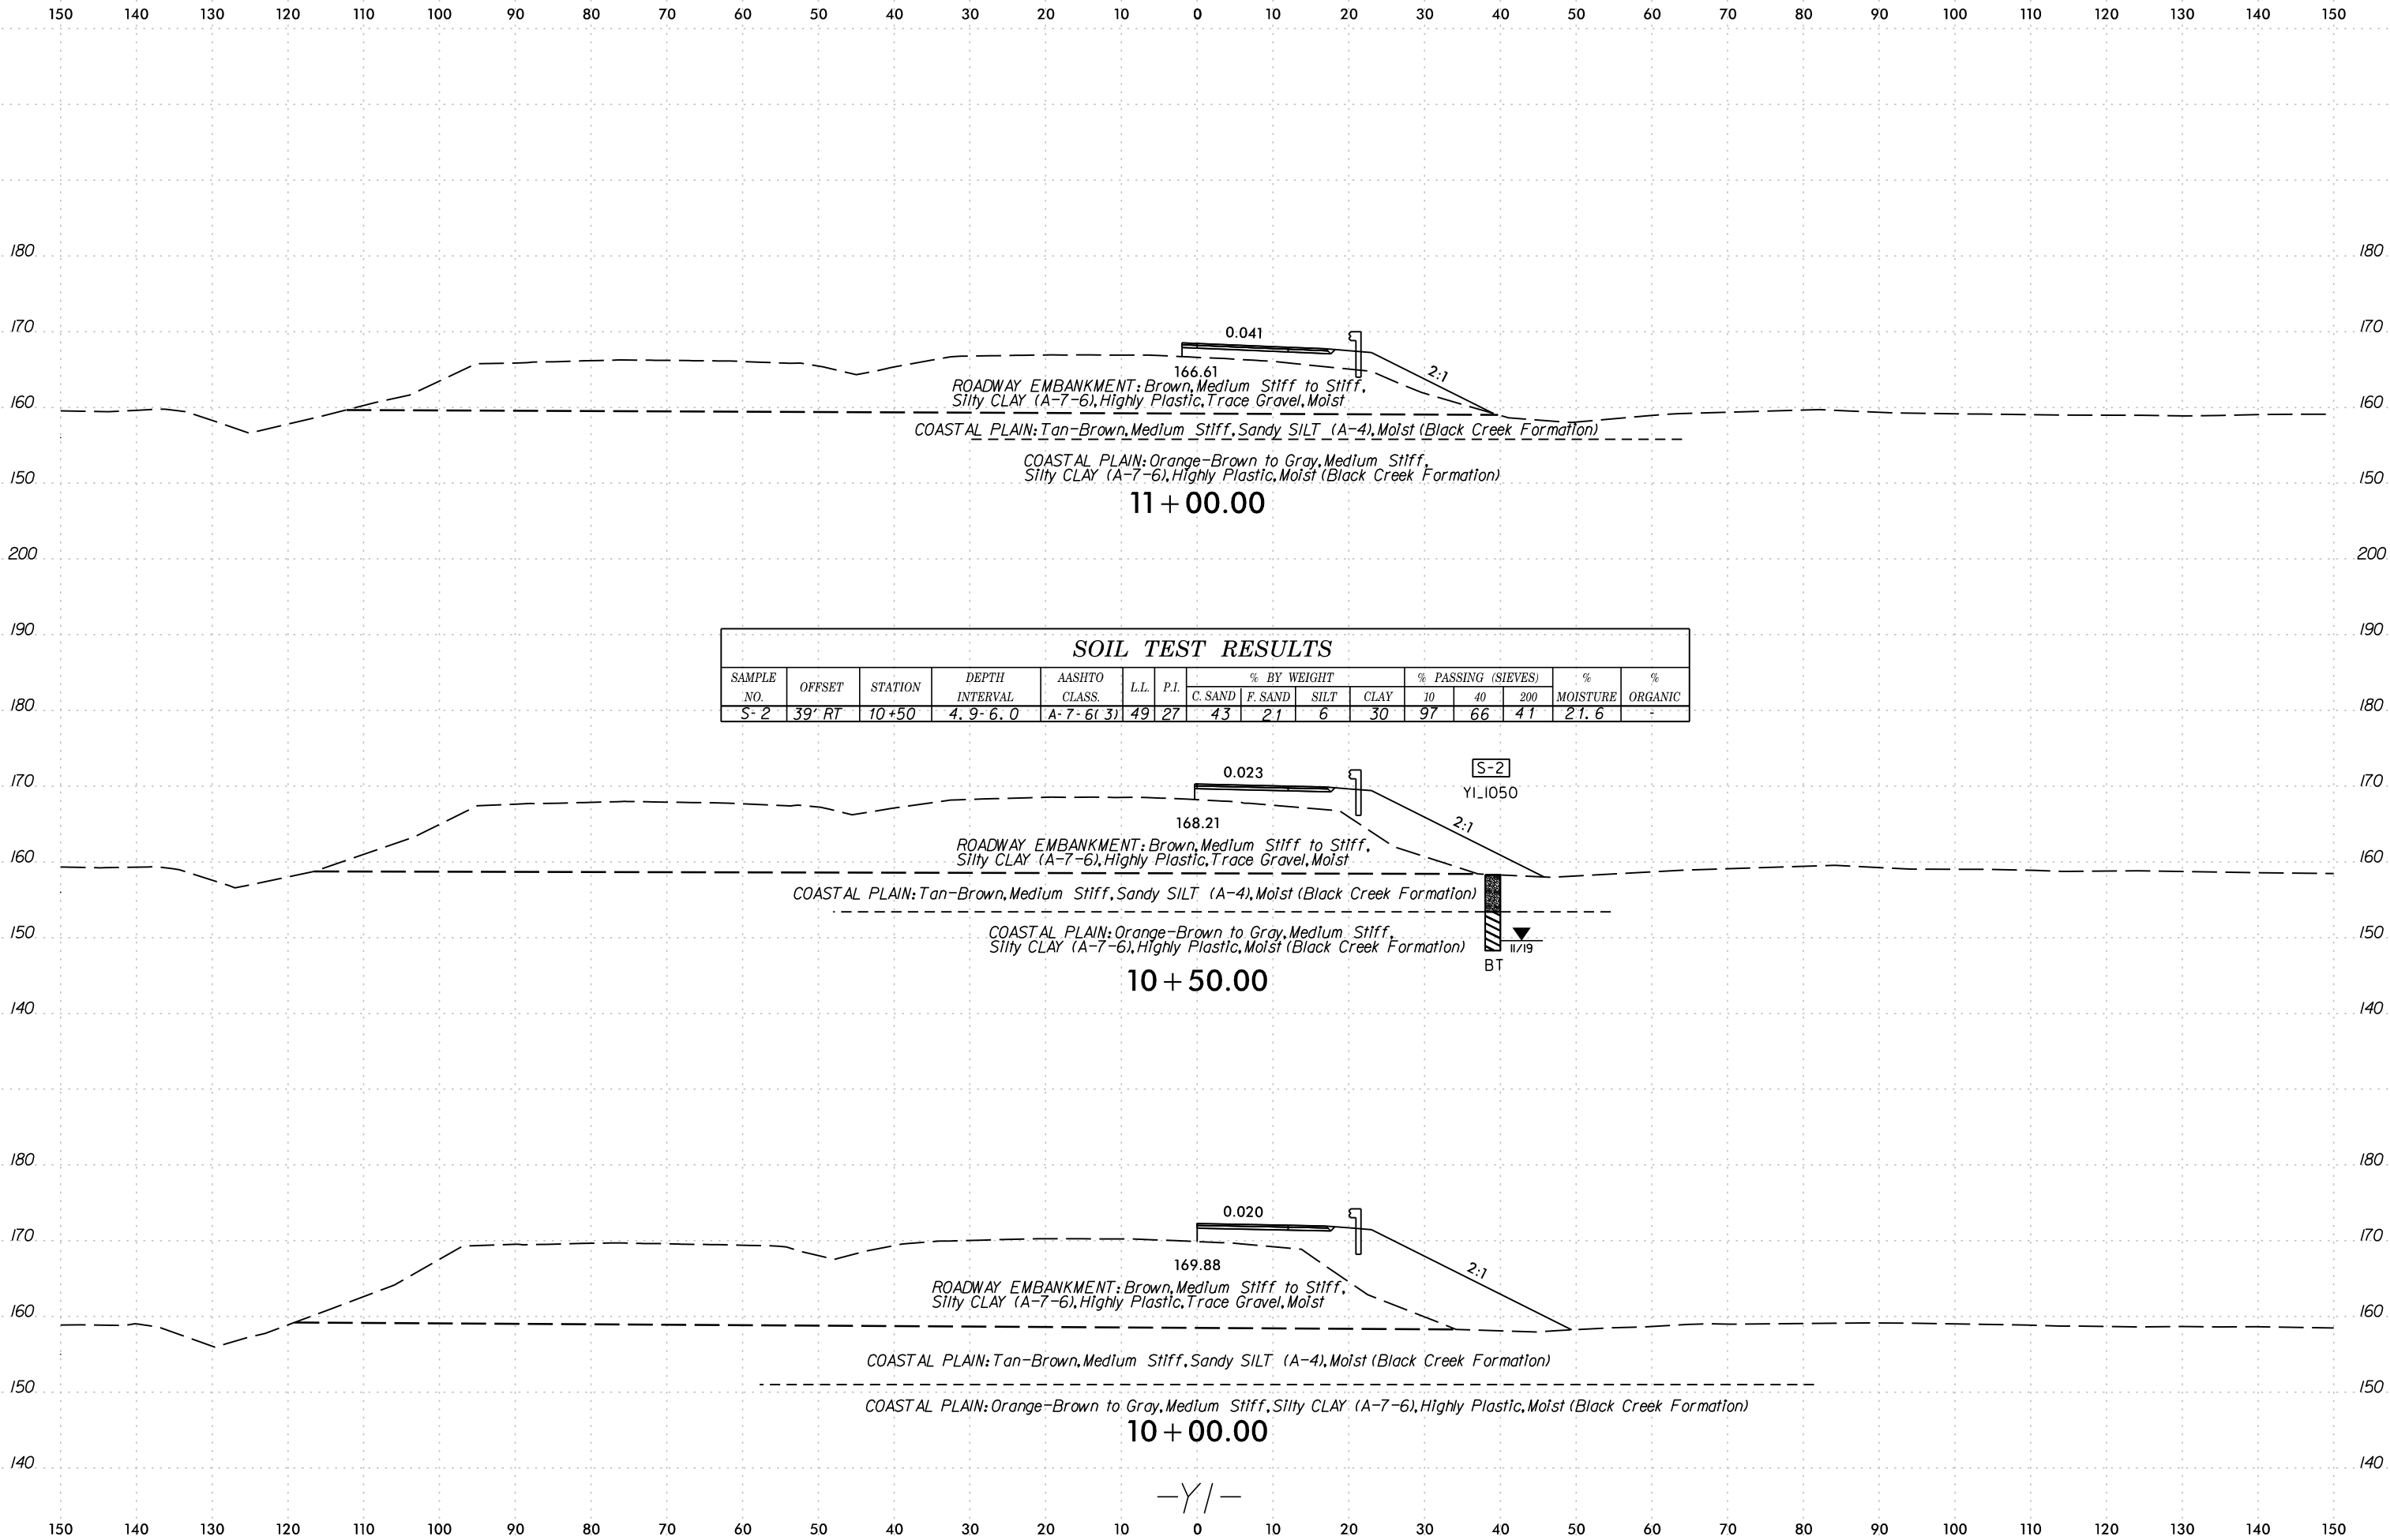 150 140 130 120 110 100 90 80 70 60 50 40 30 20 10 0 10 20 30 40 50 60 70 80 90 100 110 120 130 140 150
180 180
170 0.041 170
2:1
166.61
ROADWAY EMBANKMENT: Brown, Medium Stiff to Stiff,
Silty CLAY (A-7-6), Highly Plastic, Trace Gravel, Moist
160 160
COASTAL PLAIN: Tan-Brown, Medium Stiff, Sandy SILT (A-4), Moist (Black Creek Formation)
COASTAL PLAIN: Orange-Brown to Gray, Medium Stiff,
Silty CLAY (A-7-6), Highly Plastic, Moist (Black Creek Formation)
150 150
11+00.00
200 200
190 190
SOIL TEST RESULTS
SAMPLE NO. OFFSET STATION DEPTH INTERVAL AASHTO CLASS. L.L. P.I. % BY WEIGHT % PASSING (SIEVES) % MOISTURE % ORGANIC
C. SAND F. SAND SILT CLAY 10 40 200
S-2 39' RT 10+50 4.9-6.0 A-7-6(3) 49 27 43 21 6 30 97 66 41 21.6 -
180 180
S-2
0.023
170 170
Y1_1050
168.21 2:1
ROADWAY EMBANKMENT: Brown, Medium Stiff to Stiff,
Silty CLAY (A-7-6), Highly Plastic, Trace Gravel, Moist
160 160
COASTAL PLAIN: Tan-Brown, Medium Stiff, Sandy SILT (A-4), Moist (Black Creek Formation)
COASTAL PLAIN: Orange-Brown to Gray, Medium Stiff,
Silty CLAY (A-7-6), Highly Plastic, Moist (Black Creek Formation)
150 11/19 150
BT
10+50.00
140 140
180 180
0.020
170 170
169.88
2:1
ROADWAY EMBANKMENT: Brown, Medium Stiff to Stiff,
Silty CLAY (A-7-6), Highly Plastic, Trace Gravel, Moist
160 160
COASTAL PLAIN: Tan-Brown, Medium Stiff, Sandy SILT (A-4), Moist (Black Creek Formation)
150 150
COASTAL PLAIN: Orange-Brown to Gray, Medium Stiff, Silty CLAY (A-7-6), Highly Plastic, Moist (Black Creek Formation)
10+00.00
140 140
-Y1-
150 140 130 120 110 100 90 80 70 60 50 40 30 20 10 0 10 20 30 40 50 60 70 80 90 100 110 120 130 140 150